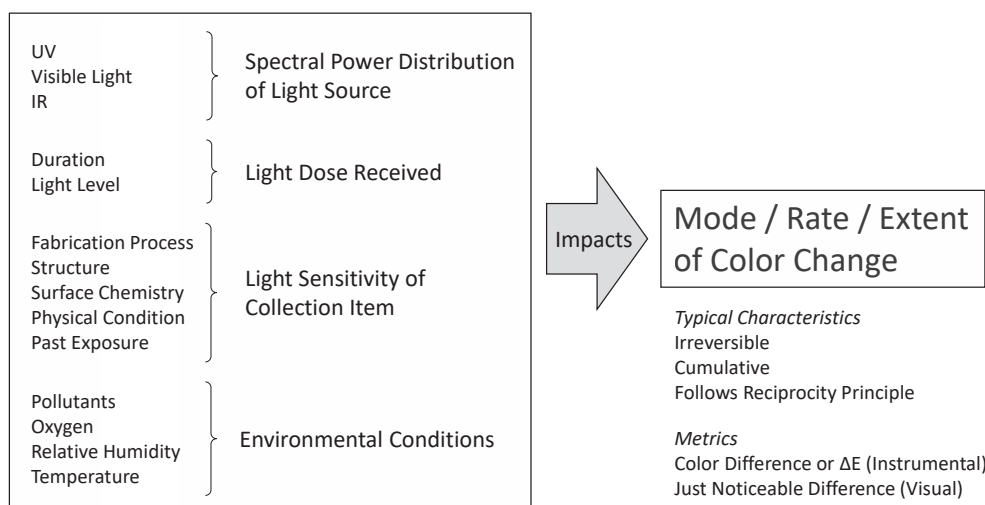 UV
Visible Light
IR
Spectral Power Distribution
of Light Source
Duration
Light Level
Light Dose Received
Fabrication Process
Structure
Surface Chemistry
Physical Condition
Past Exposure
Light Sensitivity of
Collection Item
Pollutants
Oxygen
Relative Humidity
Temperature
Environmental Conditions
Impacts
Mode / Rate / Extent
of Color Change
Typical Characteristics
Irreversible
Cumulative
Follows Reciprocity Principle
Metrics
Color Difference or ΔE (Instrumental)
Just Noticeable Difference (Visual)